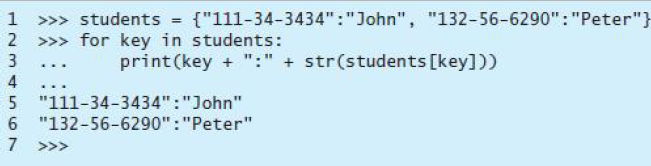 1 >>> students = {"111-34-3434":"John", "132-56-6290":"Peter"}
2 >>> for key in students:
3 ...     print(key + ":" + str(students[key]))
4 ...
5 "111-34-3434":"John"
6 "132-56-6290":"Peter"
7 >>>